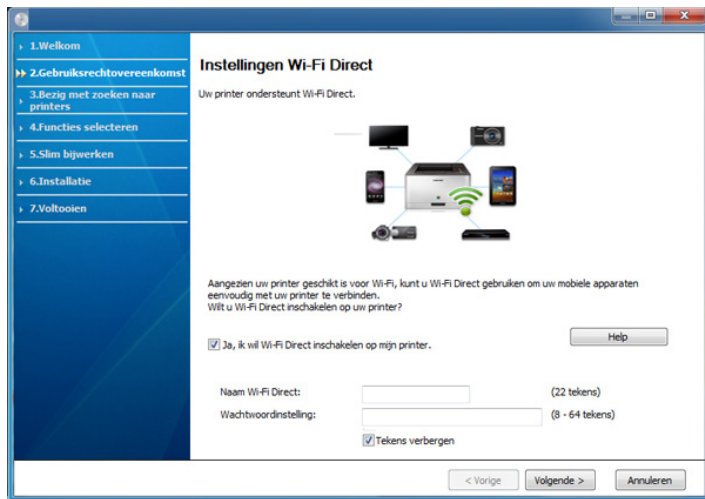 1.Welkom
2.Gebruiksrechtovereenkomst
3.Bezig met zoeken naar
printers
4.Functies selecteren
5.Slim bijwerken
6.Installatie
7.Voltooien
Instellingen Wi-Fi Direct
Uw printer ondersteunt Wi-Fi Direct.
Aangezien uw printer geschikt is voor Wi-Fi, kunt u Wi-Fi Direct gebruiken om uw mobiele apparaten
eenvoudig met uw printer te verbinden.
Wilt u Wi-Fi Direct inschakelen op uw printer?
Ja, ik wil Wi-Fi Direct inschakelen op mijn printer.
Help
Naam Wi-Fi Direct: (22 tekens)
Wachtwoordinstelling: (8 - 64 tekens)
Tekens verbergen
< Vorige Volgende > Annuleren